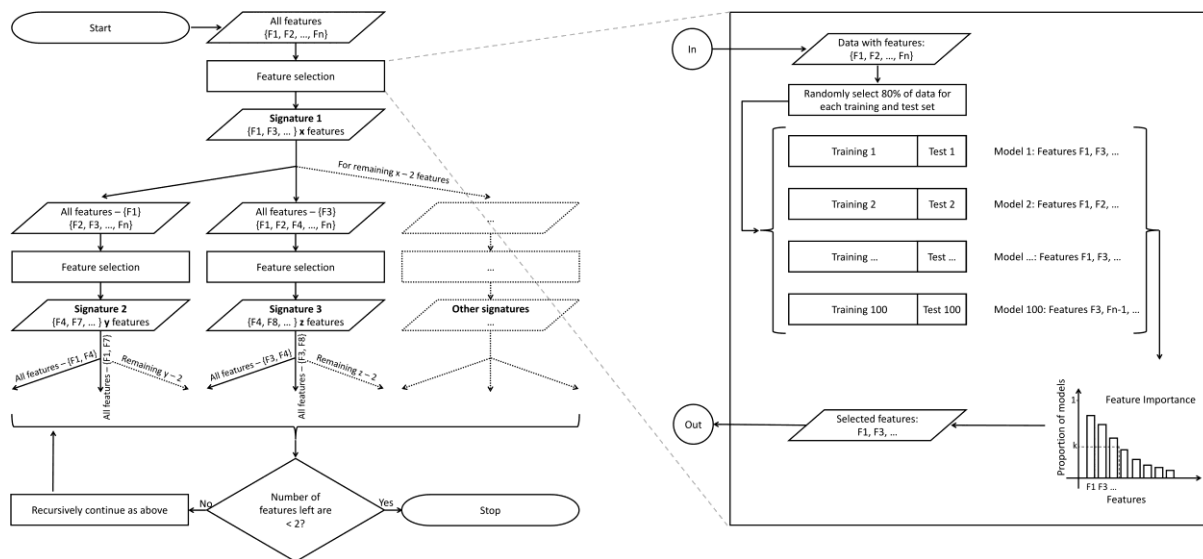 Start
All features
{F1, F2, …, Fn}
Feature selection
Signature 1
{F1, F3, … } x features
For remaining x – 2 features
All features – {F1}
{F2, F3, …, Fn}
All features – {F3}
{F1, F2, F4, …, Fn}
…
Feature selection
Feature selection
…
Signature 2
{F4, F7, … } y features
Signature 3
{F4, F8, … } z features
Other signatures
…
All features – {F1, F4}
All features – {F1, F7}
Remaining y – 2
All features – {F3, F4}
All features – {F3, F8}
Remaining z – 2
Number of
features left are
< 2?
No
Yes
Recursively continue as above
Stop
In
Data with features:
{F1, F2, …, Fn}
Randomly select 80% of data for
each training and test set
Training 1
Test 1
Model 1: Features F1, F3, …
Training 2
Test 2
Model 2: Features F1, F2, …
Training …
Test …
Model …: Features F1, F3, …
Training 100
Test 100
Model 100: Features F3, Fn-1, …
Feature Importance
Proportion of models
1
k
F1 F3 …
Features
Selected features:
F1, F3, …
Out